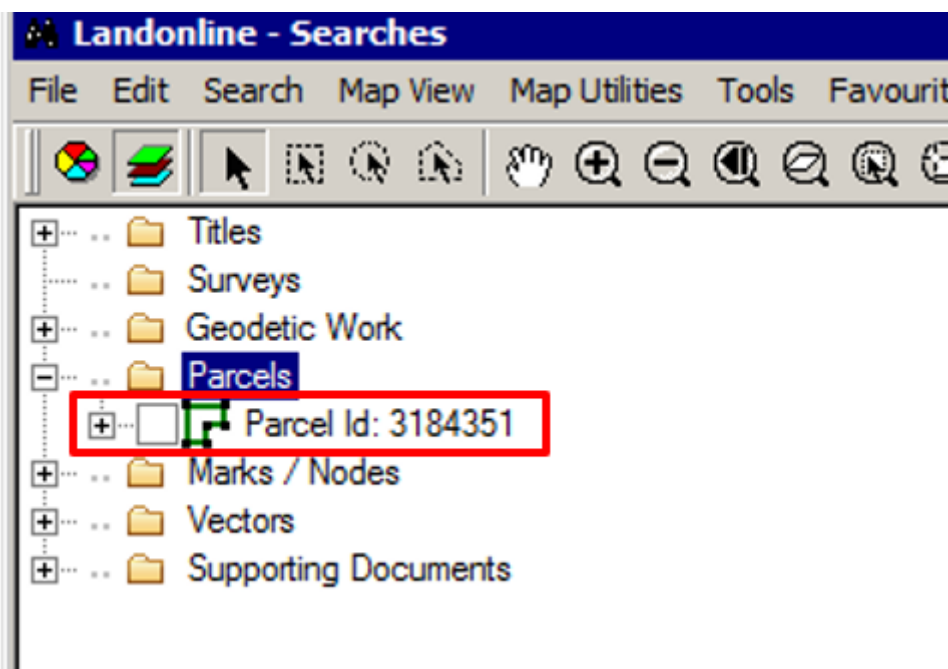 Landonline - Searches
File Edit Search Map View Map Utilities Tools Favourit
Titles
Surveys
Geodetic Work
Parcels
Parcel Id: 3184351
Marks / Nodes
Vectors
Supporting Documents